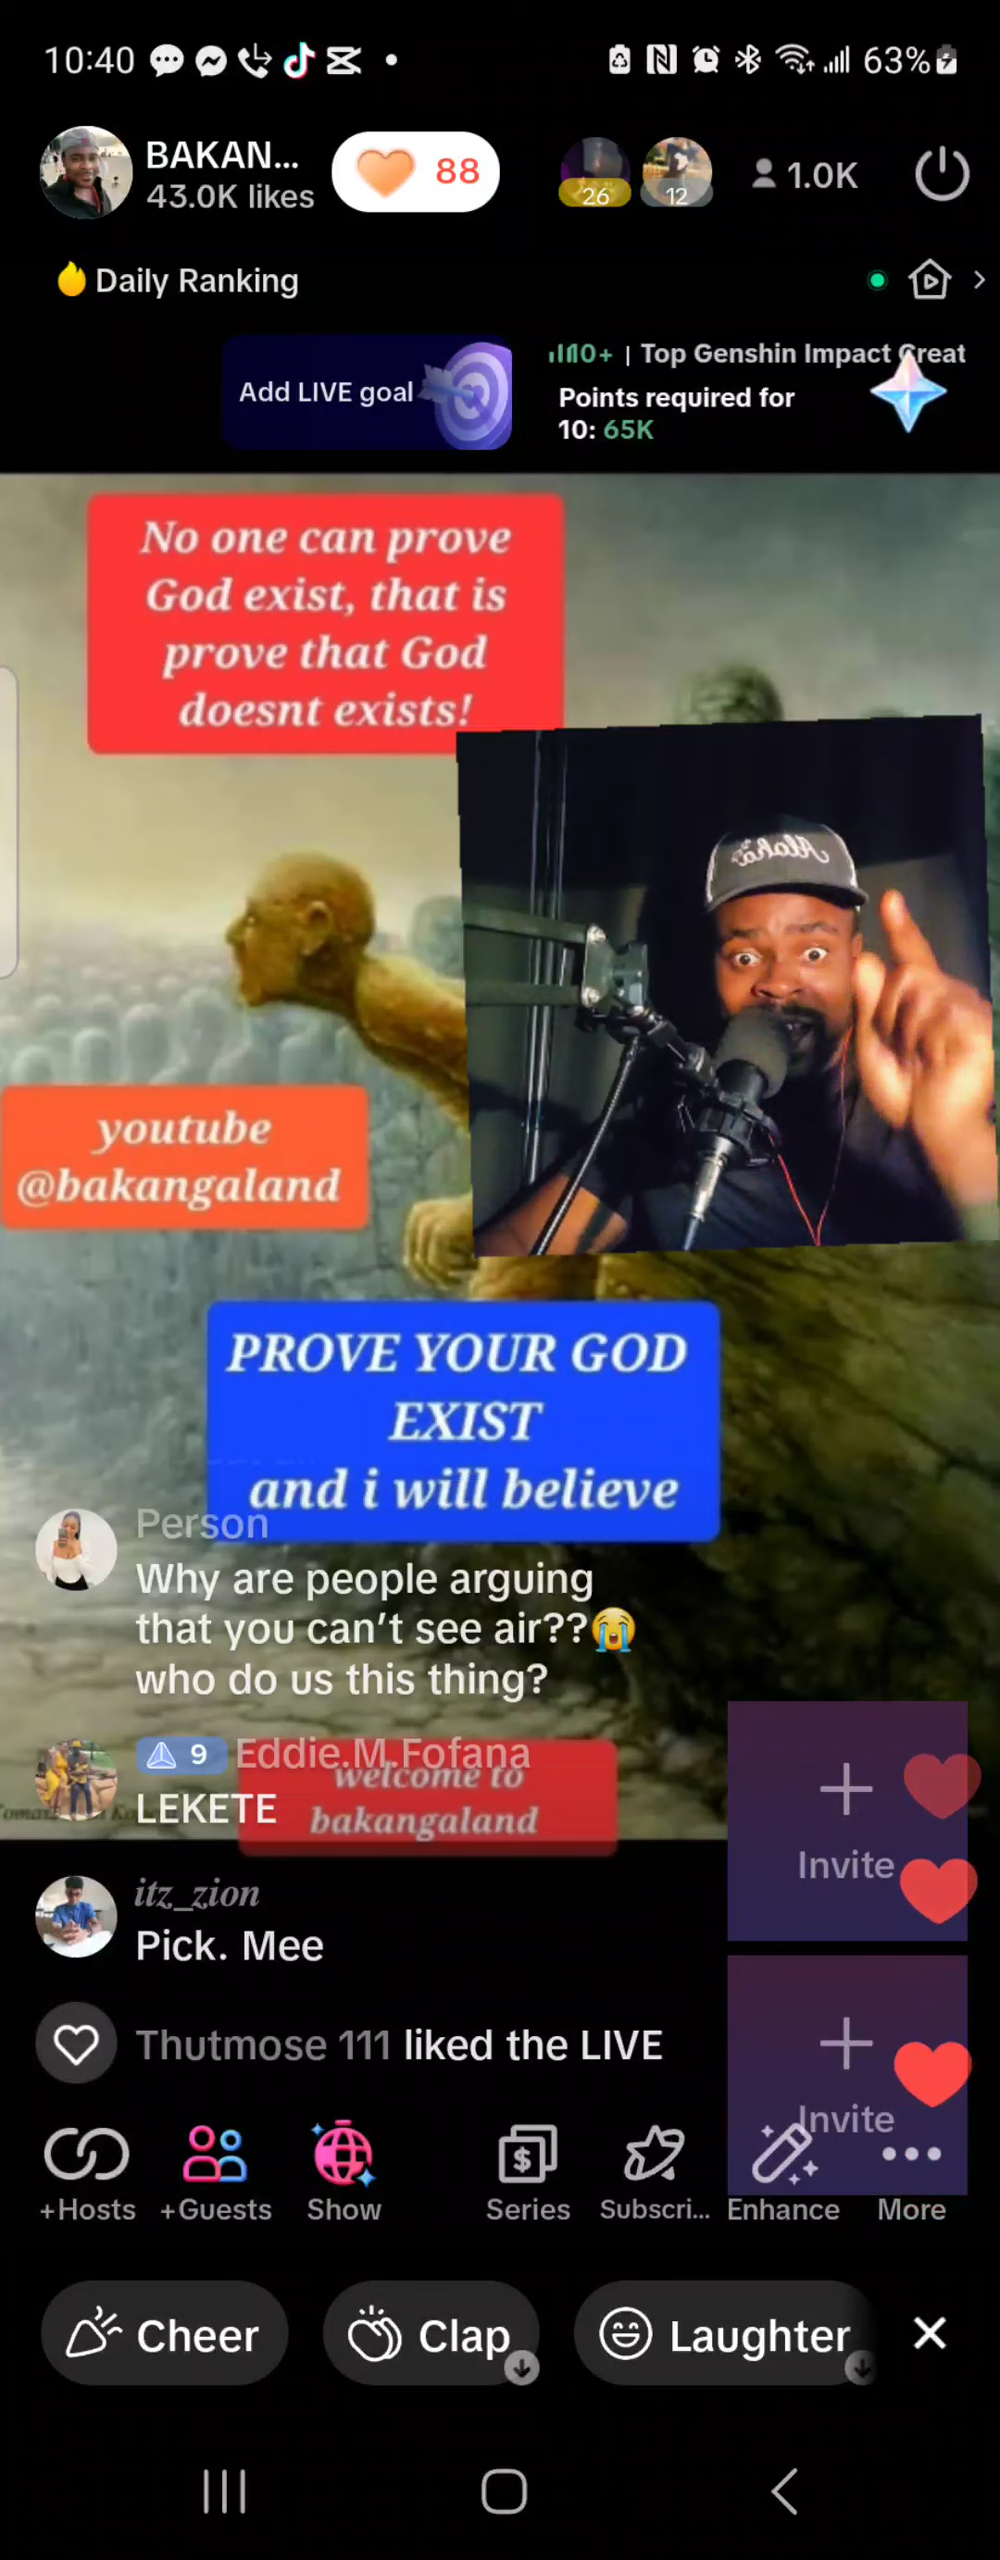 10:40
63%
BAKAN...
43.0K likes
88
26
12
1.0K
Daily Ranking
Add LIVE goal
10+ | Top Genshin Impact Creat
Points required for
10: 65K
No one can prove
God exist, that is
prove that God
doesnt exists!
Aloha
youtube
@bakangaland
PROVE YOUR GOD
EXIST
and i will believe
Person
Why are people arguing
that you can’t see air??😭
who do us this thing?
9 Eddie.M.Fofana
LEKETE
welcome to
bakangaland
itz_zion
Pick. Mee
Thutmose 111 liked the LIVE
Invite
Invite
+Hosts
+Guests
Show
Series
Subscri...
Enhance
More
Cheer
Clap
Laughter